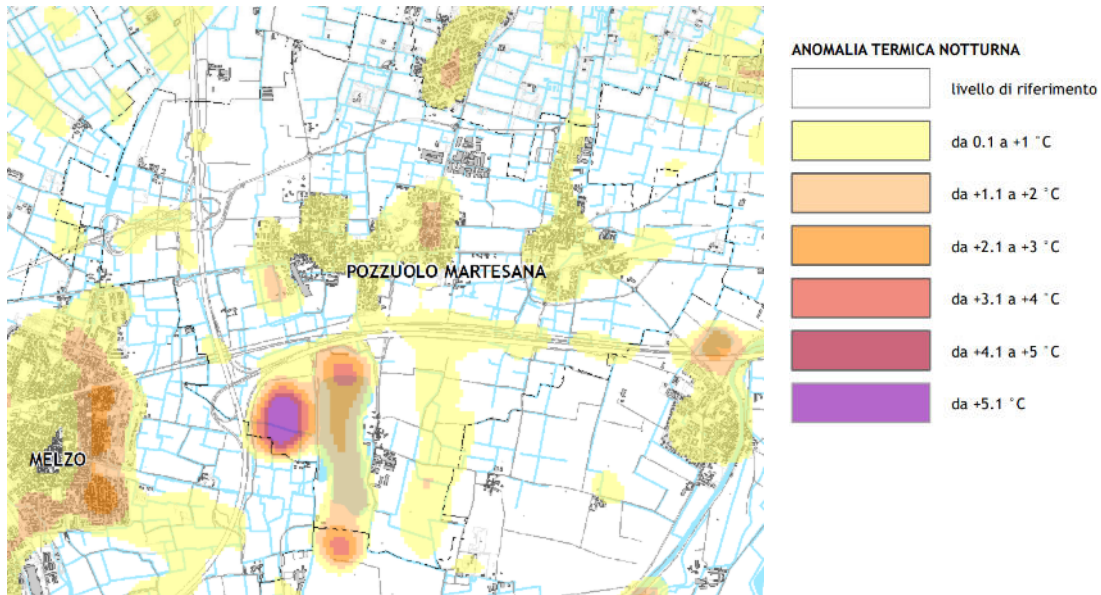 ANOMALIA TERMICA NOTTURNA
livello di riferimento
da 0.1 a +1 °C
da +1.1 a +2 °C
da +2.1 a +3 °C
da +3.1 a +4 °C
da +4.1 a +5 °C
da +5.1 °C
POZZUOLO MARTESANA
MELZO